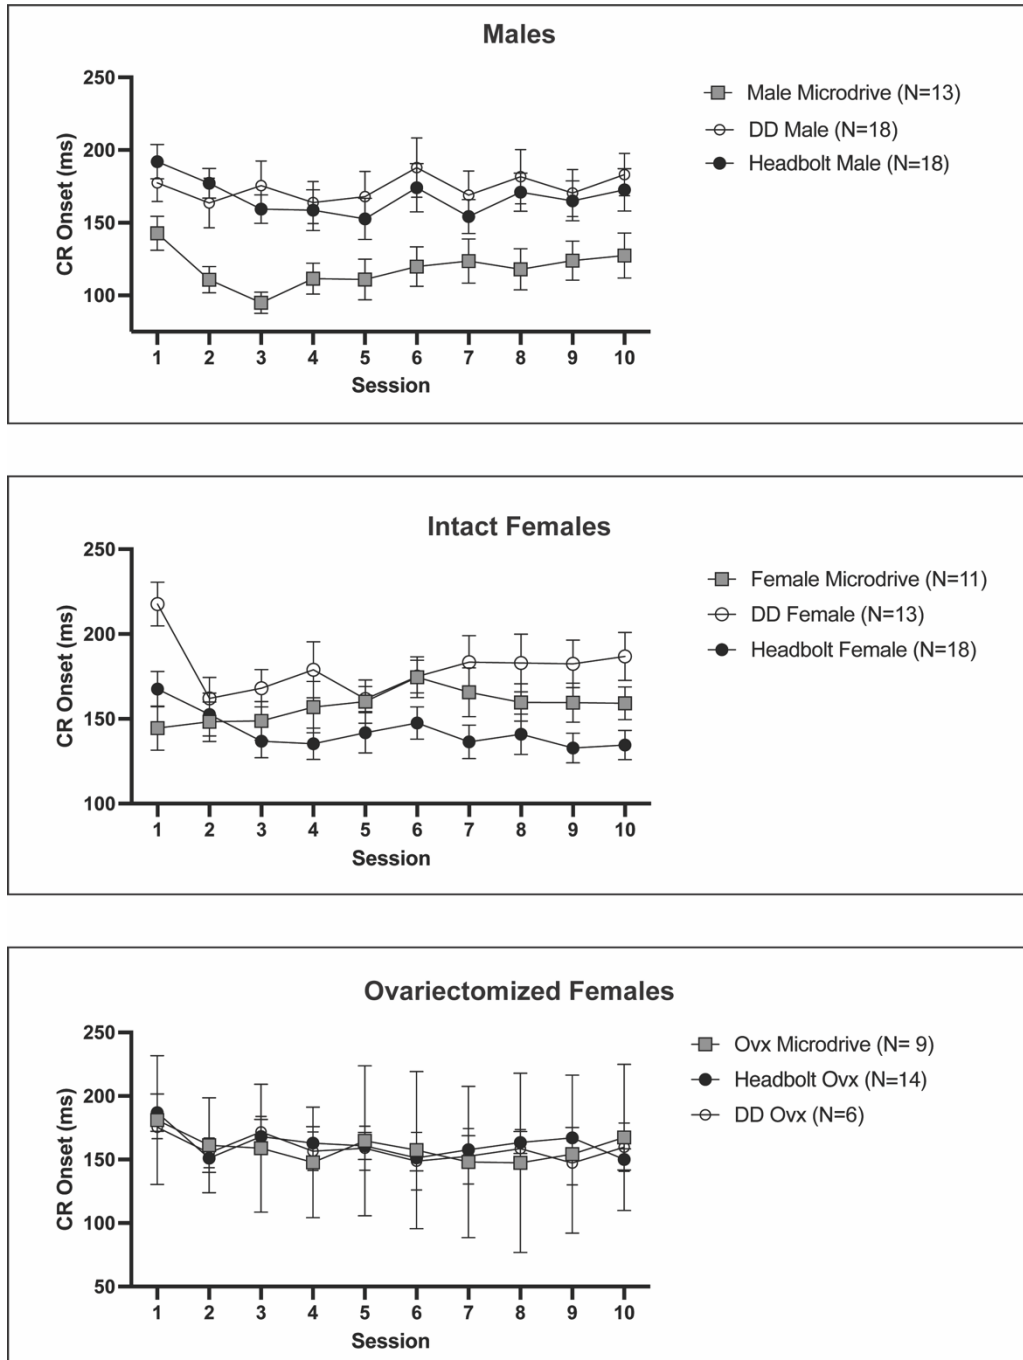 Males
250
200
150
100
CR Onset (ms)
1 2 3 4 5 6 7 8 9 10
Session
Male Microdrive (N=13)
DD Male (N=18)
Headbolt Male (N=18)
Intact Females
250
200
150
100
CR Onset (ms)
1 2 3 4 5 6 7 8 9 10
Session
Female Microdrive (N=11)
DD Female (N=13)
Headbolt Female (N=18)
Ovariectomized Females
250
200
150
100
50
CR Onset (ms)
1 2 3 4 5 6 7 8 9 10
Session
Ovx Microdrive (N= 9)
Headbolt Ovx (N=14)
DD Ovx (N=6)